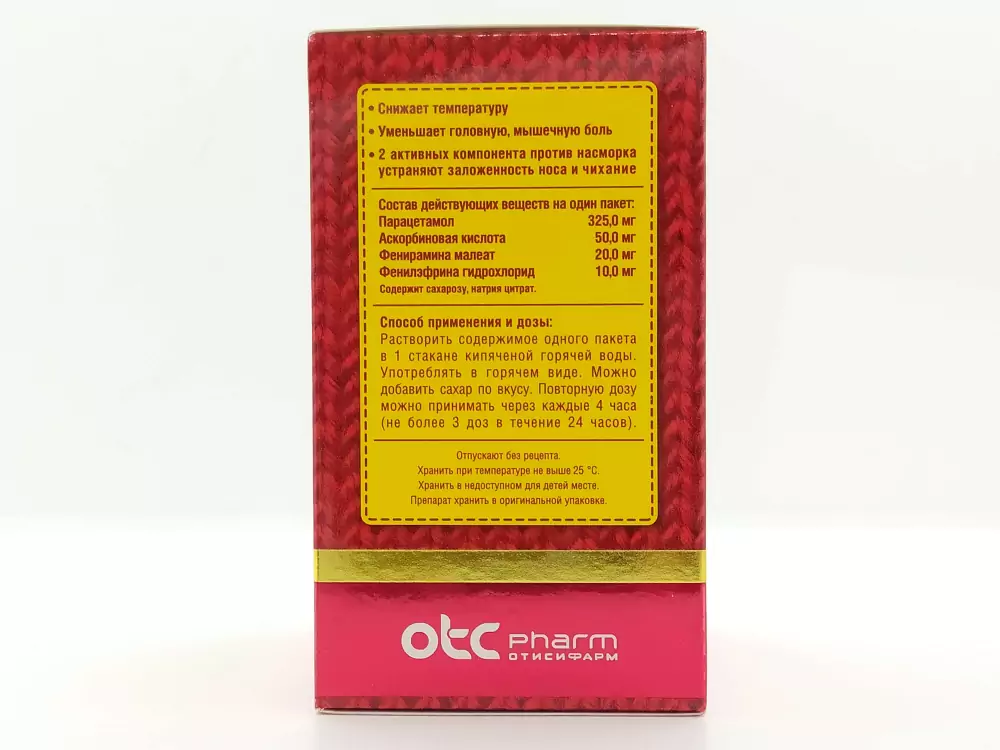 • Снижает температуру
• Уменьшает головную, мышечную боль
• 2 активных компонента против насморка
устраняют заложенность носа и чихание
Состав действующих веществ на один пакет:
Парацетамол 325,0 мг
Аскорбиновая кислота 50,0 мг
Фенирамина малеат 20,0 мг
Фенилэфрина гидрохлорид 10,0 мг
Содержит сахарозу, натрия цитрат.
Способ применения и дозы:
Растворить содержимое одного пакета
в 1 стакане кипяченой горячей воды.
Употреблять в горячем виде. Можно
добавить сахар по вкусу. Повторную дозу
можно принимать через каждые 4 часа
(не более 3 доз в течение 24 часов).
Отпускают без рецепта.
Хранить при температуре не выше 25 °С.
Хранить в недоступном для детей месте.
Препарат хранить в оригинальной упаковке.
otc pharm
ОТИСИФАРМ